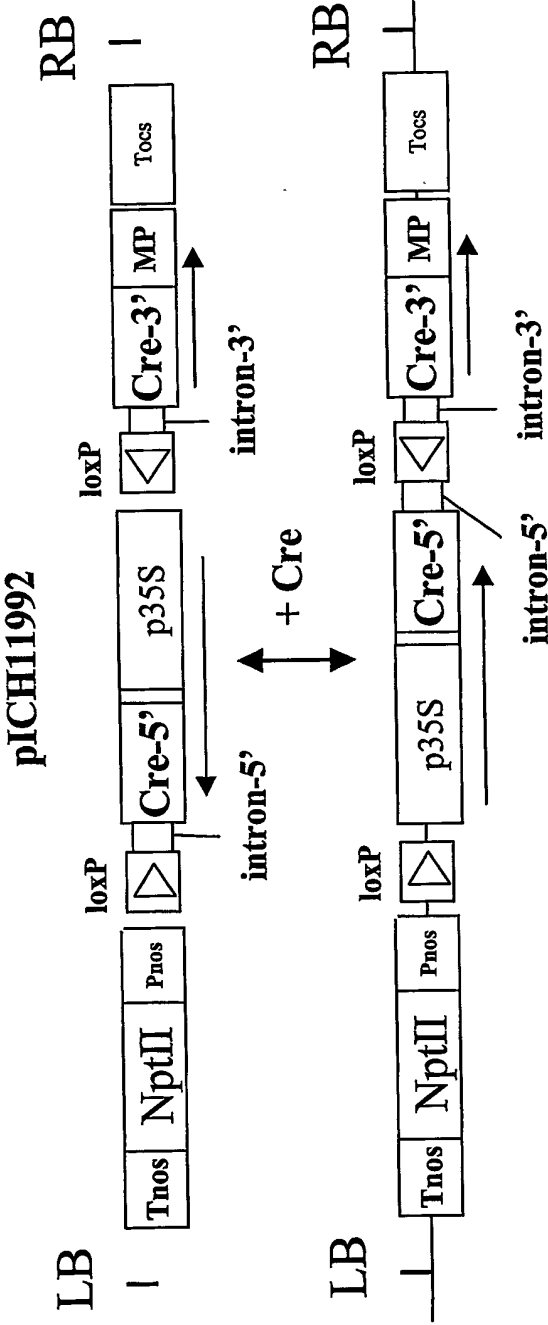 pICH11992
LB
Tnos
NptII
Pnos
loxP
intron-5’
Cre-5’
p35S
loxP
intron-3’
Cre-3’
MP
Tocs
RB
+ Cre
LB
Tnos
NptII
Pnos
loxP
p35S
Cre-5’
intron-5’
loxP
intron-3’
Cre-3’
MP
Tocs
RB